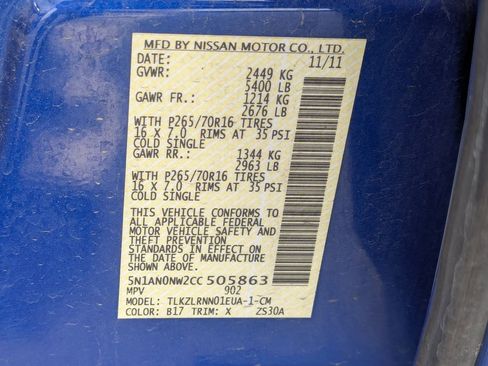 MFD BY NISSAN MOTOR CO., LTD.
DATE: 11/11
GVWR: 2449 KG
5400 LB
GAWR FR.: 1214 KG
2676 LB
WITH P265/70R16 TIRES
16 X 7.0 RIMS AT 35 PSI
COLD SINGLE
GAWR RR.: 1344 KG
2963 LB
WITH P265/70R16 TIRES
16 X 7.0 RIMS AT 35 PSI
COLD SINGLE
THIS VEHICLE CONFORMS TO
ALL APPLICABLE FEDERAL
MOTOR VEHICLE SAFETY AND
AND THEFT PREVENTION
STANDARDS IN EFFECT ON
THE DATE OF MANUFACTURE
SHOWN ABOVE.
5N1AN0NW2CC 505863
MPV 902
MODEL: TLKZLRNN01EUA-1-CM
COLOR: B17 TRIM: X ZS30A